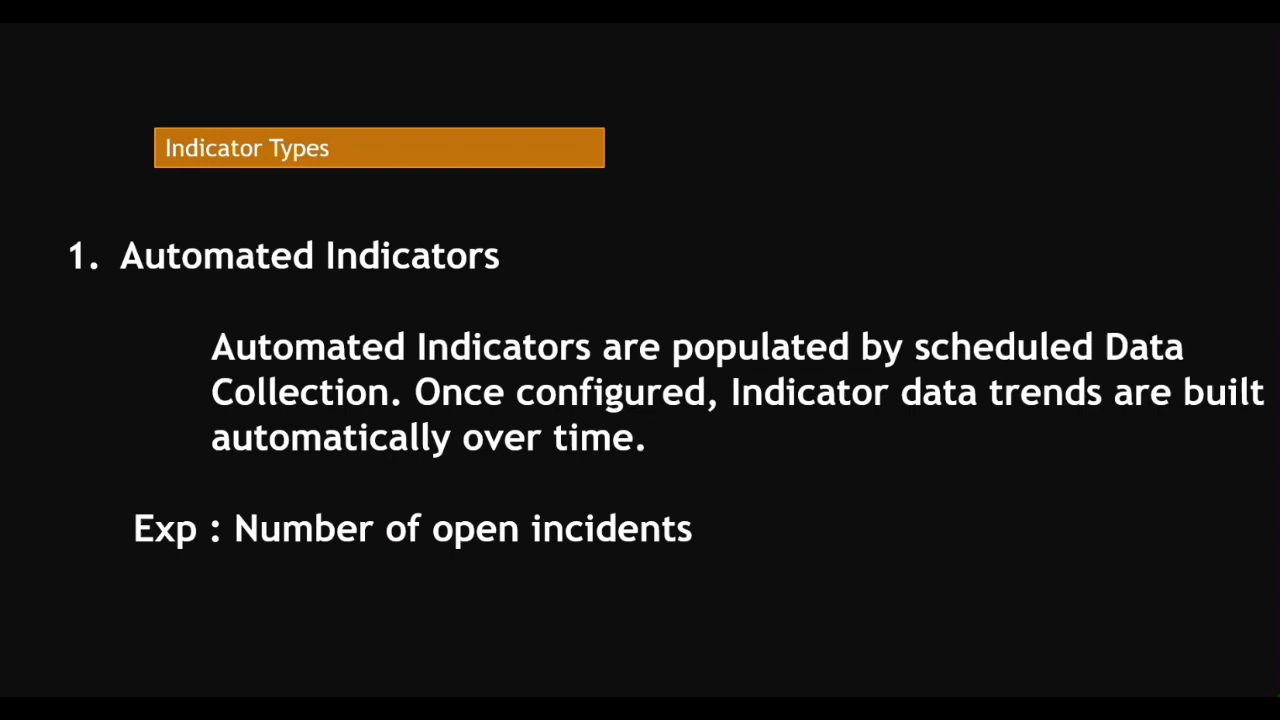 Indicator Types
1. Automated Indicators
Automated Indicators are populated by scheduled Data
Collection. Once configured, Indicator data trends are built
automatically over time.
Exp : Number of open incidents